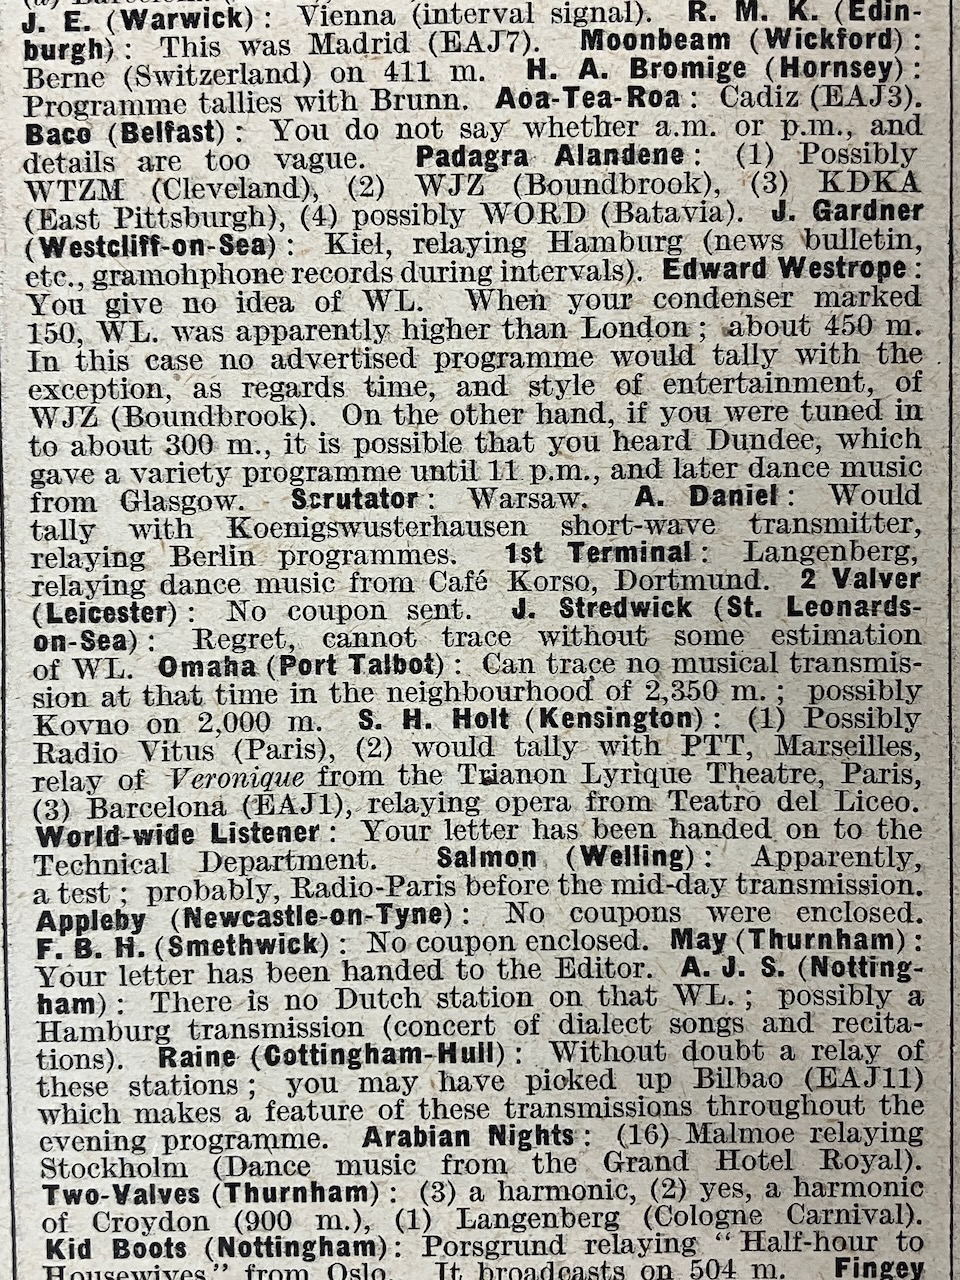 J. E. (Warwick): Vienna (interval signal). R. M. K. (Edin-
burgh): This was Madrid (EAJ7). Moonbeam (Wickford):
Berne (Switzerland) on 411 m. H. A. Bromige (Hornsey):
Programme tallies with Brunn. Aoa-Tea-Roa: Cadiz (EAJ3).
Baco (Belfast): You do not say whether a.m. or p.m., and
details are too vague. Padagra Alandene: (1) Possibly
WTZM (Cleveland), (2) WJZ (Boundbrook), (3) KDKA
(East Pittsburgh), (4) possibly WORD (Batavia). J. Gardner
(Westcliff-on-Sea): Kiel, relaying Hamburg (news bulletin,
etc., gramohphone records during intervals). Edward Westrope:
You give no idea of WL. When your condenser marked
150, WL. was apparently higher than London; about 450 m.
In this case no advertised programme would tally with the
exception, as regards time, and style of entertainment, of
WJZ (Boundbrook). On the other hand, if you were tuned in
to about 300 m., it is possible that you heard Dundee, which
gave a variety programme until 11 p.m., and later dance music
from Glasgow. Scrutator: Warsaw. A. Daniel: Would
tally with Koenigswusterhausen short-wave transmitter,
relaying Berlin programmes. 1st Terminal: Langenberg,
relaying dance music from Café Korso, Dortmund. 2 Valver
(Leicester): No coupon sent. J. Stredwick (St. Leonards-
on-Sea): Regret, cannot trace without some estimation
of WL. Omaha (Port Talbot): Can trace no musical transmis-
sion at that time in the neighbourhood of 2,350 m.; possibly
Kovno on 2,000 m. S. H. Holt (Kensington): (1) Possibly
Radio Vitus (Paris), (2) would tally with PTT, Marseilles,
relay of Veronique from the Trianon Lyrique Theatre, Paris,
(3) Barcelona (EAJ1), relaying opera from Teatro del Liceo.
World-wide Listener: Your letter has been handed on to the
Technical Department. Salmon (Welling): Apparently,
a test; probably, Radio-Paris before the mid-day transmission.
Appleby (Newcastle-on-Tyne): No coupons were enclosed.
F. B. H. (Smethwick): No coupon enclosed. May (Thurnham):
Your letter has been handed to the Editor. A. J. S. (Notting-
ham): There is no Dutch station on that WL.; possibly a
Hamburg transmission (concert of dialect songs and recita-
tions). Raine (Cottingham-Hull): Without doubt a relay of
these stations; you may have picked up Bilbao (EAJ11)
which makes a feature of these transmissions throughout the
evening programme. Arabian Nights: (16) Malmoe relaying
Stockholm (Dance music from the Grand Hotel Royal).
Two-Valves (Thurnham): (3) a harmonic, (2) yes, a harmonic
of Croydon (900 m.), (1) Langenberg (Cologne Carnival).
Kid Boots (Nottingham): Porsgrund relaying "Half-hour to
Housewives" from Oslo. It broadcasts on 504 m. Fingey